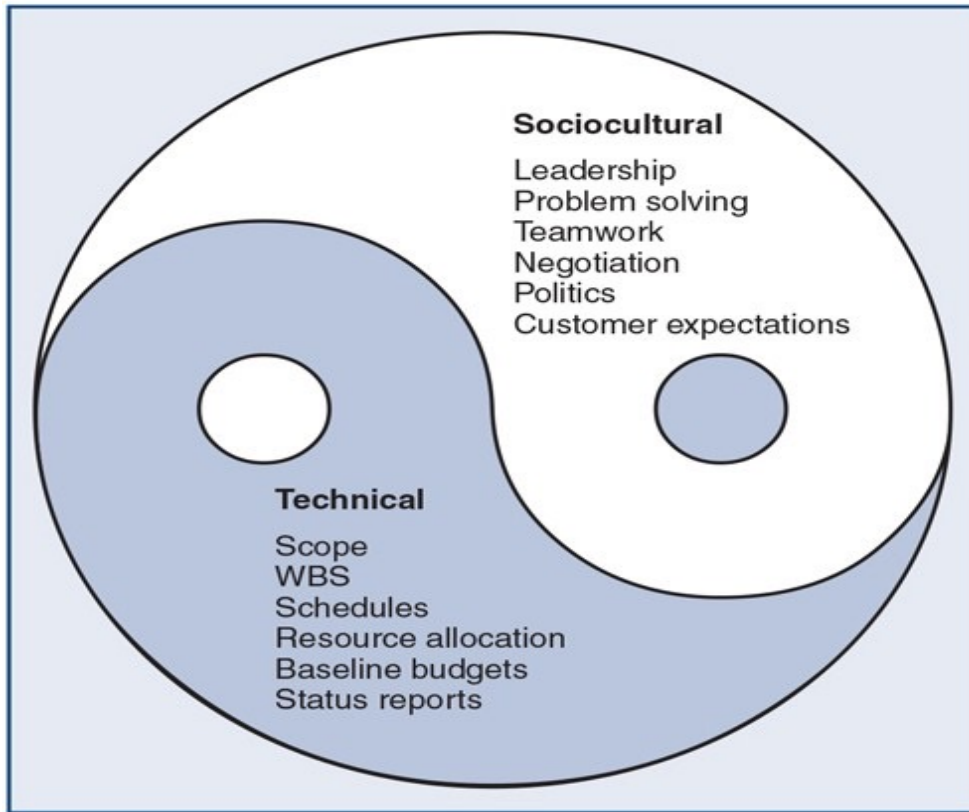 Sociocultural
Leadership
Problem solving
Teamwork
Negotiation
Politics
Customer expectations
Technical
Scope
WBS
Schedules
Resource allocation
Baseline budgets
Status reports